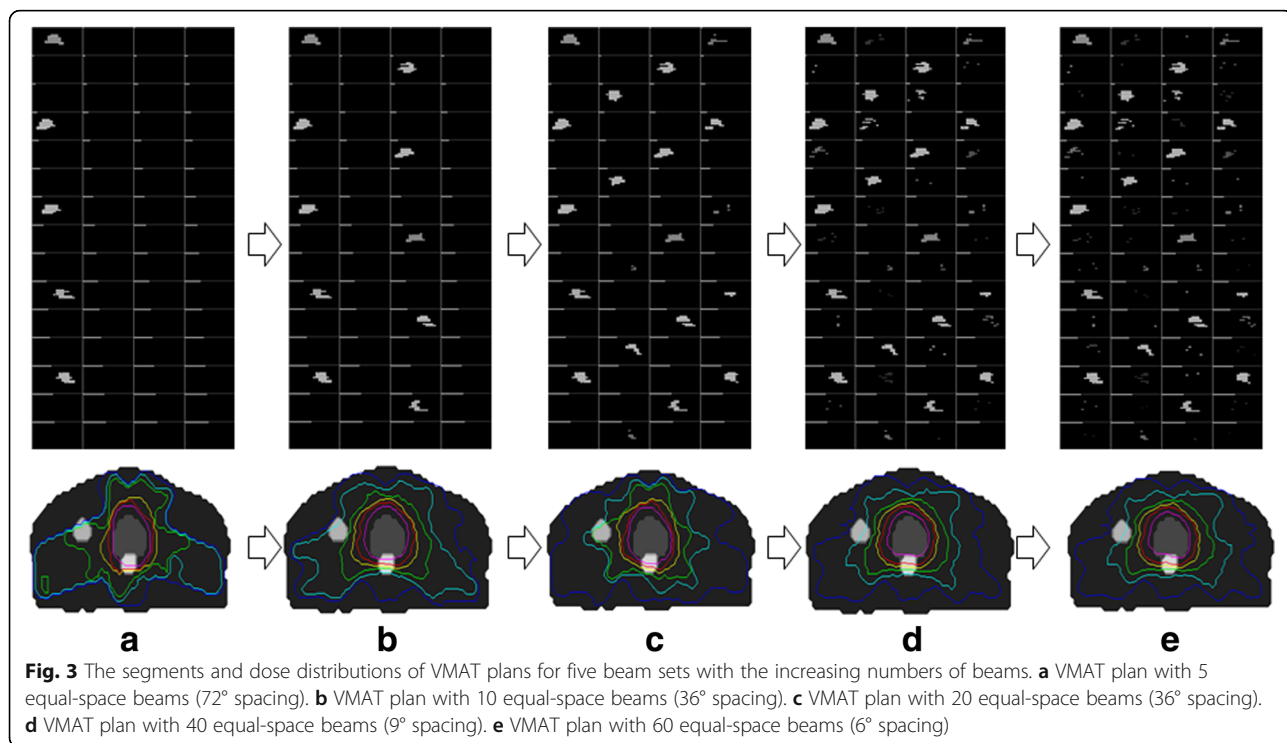 a b c d e
Fig. 3 The segments and dose distributions of VMAT plans for five beam sets with the increasing numbers of beams. a VMAT plan with 5
equal-space beams (72° spacing). b VMAT plan with 10 equal-space beams (36° spacing). c VMAT plan with 20 equal-space beams (36° spacing).
d VMAT plan with 40 equal-space beams (9° spacing). e VMAT plan with 60 equal-space beams (6° spacing)